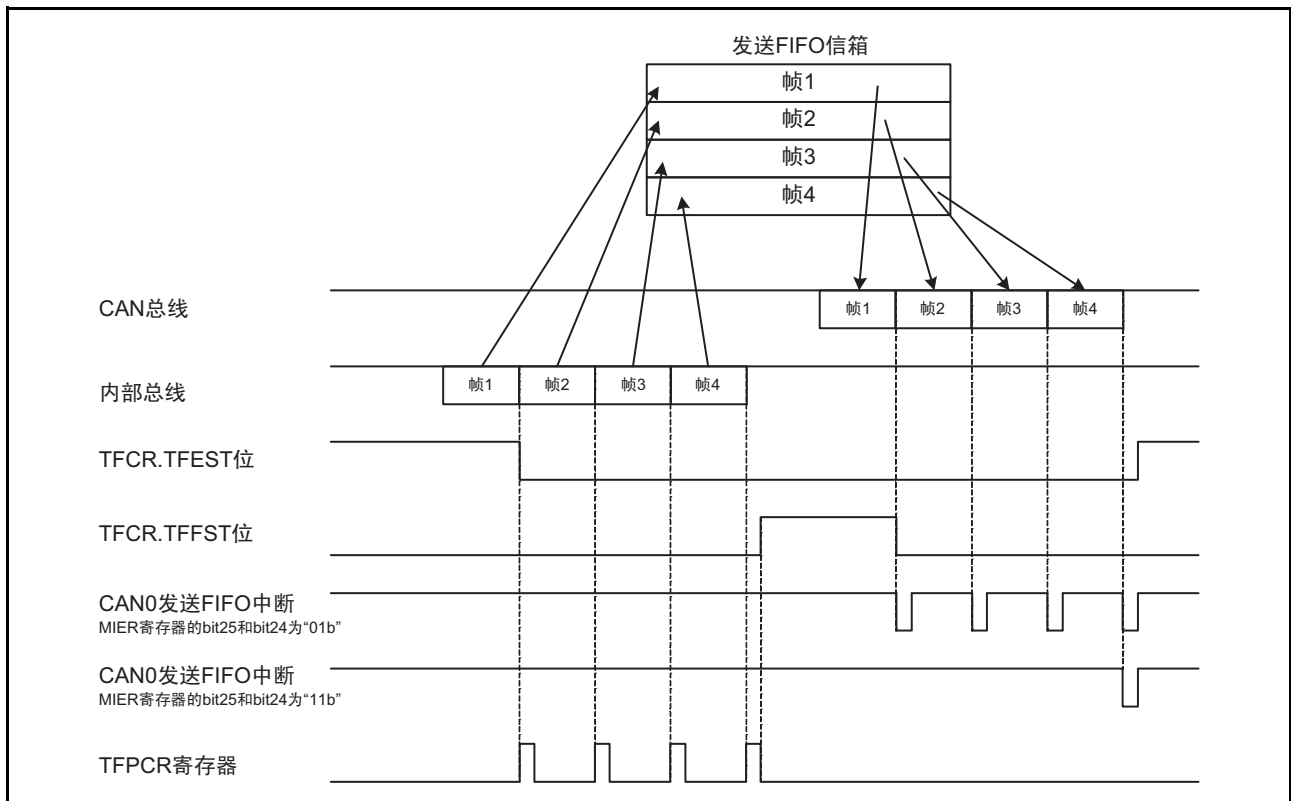 发送FIFO信箱
帧1
帧2
帧3
帧4
CAN总线
帧1 帧2 帧3 帧4
内部总线
帧1 帧2 帧3 帧4
TFCR.TFEST位
TFCR.TFFST位
CAN0发送FIFO中断
MIER寄存器的bit25和bit24为“01b”
CAN0发送FIFO中断
MIER寄存器的bit25和bit24为“11b”
TFPCR寄存器